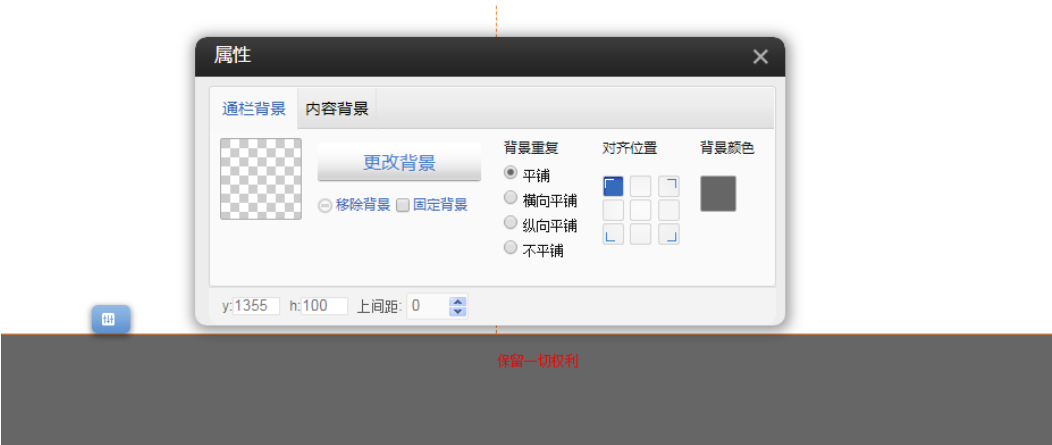 属性
通栏背景 内容背景
背景重复 对齐位置 背景颜色
更改背景
平铺
移除背景 固定背景
横向平铺
纵向平铺
不平铺
y:1355 h:100 上间距: 0
保留一切权利